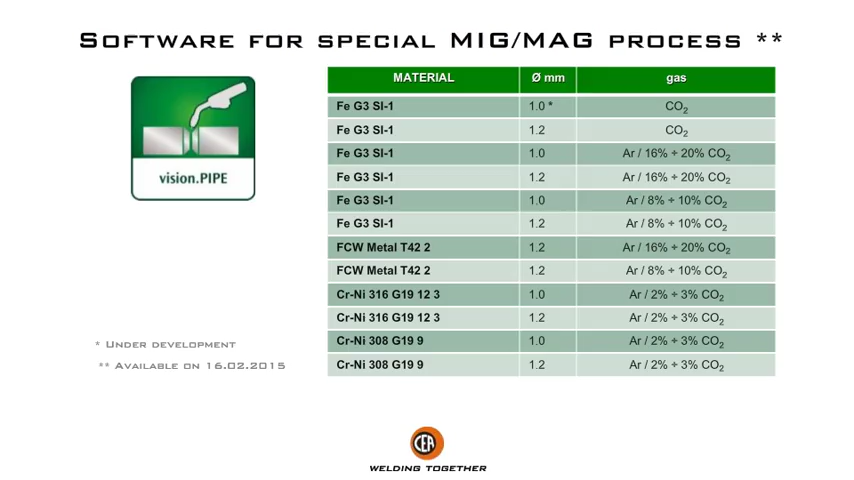 SOFTWARE FOR SPECIAL MIG/MAG PROCESS **
vision.PIPE
MATERIAL Ø mm gas
Fe G3 SI-1 1.0 * CO2
Fe G3 SI-1 1.2 CO2
Fe G3 SI-1 1.0 Ar / 16% ÷ 20% CO2
Fe G3 SI-1 1.2 Ar / 16% ÷ 20% CO2
Fe G3 SI-1 1.0 Ar / 8% ÷ 10% CO2
Fe G3 SI-1 1.2 Ar / 8% ÷ 10% CO2
FCW Metal T42 2 1.2 Ar / 16% ÷ 20% CO2
FCW Metal T42 2 1.2 Ar / 8% ÷ 10% CO2
Cr-Ni 316 G19 12 3 1.0 Ar / 2% ÷ 3% CO2
Cr-Ni 316 G19 12 3 1.2 Ar / 2% ÷ 3% CO2
Cr-Ni 308 G19 9 1.0 Ar / 2% ÷ 3% CO2
Cr-Ni 308 G19 9 1.2 Ar / 2% ÷ 3% CO2
* UNDER DEVELOPMENT
** AVAILABLE ON 16.02.2015
CEA
WELDING TOGETHER